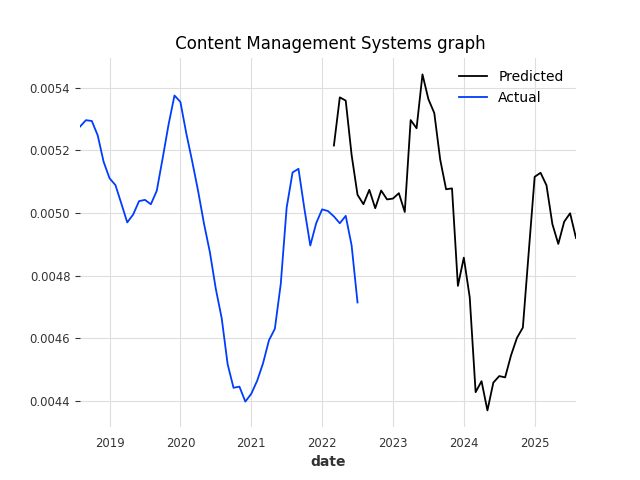 Content Management Systems graph
Predicted
Actual
0.0054
0.0052
0.0050
0.0048
0.0046
0.0044
2019 2020 2021 2022 2023 2024 2025
date